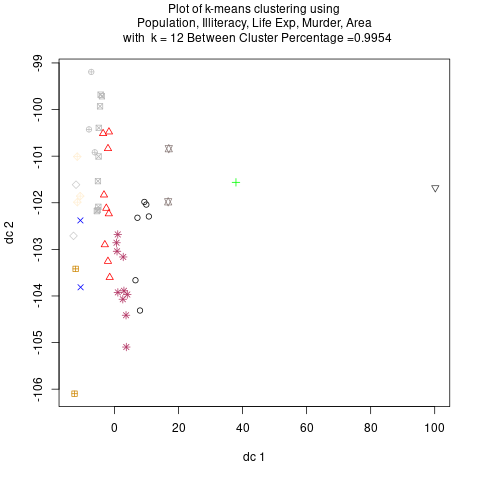 Plot of k-means clustering using
Population, Illiteracy, Life Exp, Murder, Area
with k = 12 Between Cluster Percentage =0.9954
-99
-100
-101
-102
-103
-104
-105
-106
dc 2
0 20 40 60 80 100
dc 1